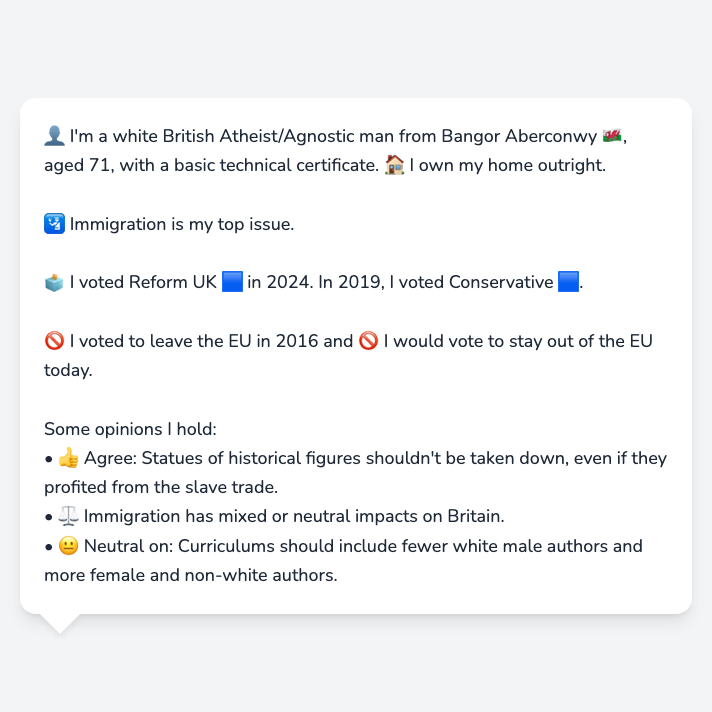 👤 I'm a white British Atheist/Agnostic man from Bangor Aberconwy 🏴󠁧󠁢󠁷󠁬󠁳󠁿,
aged 71, with a basic technical certificate. 🏠 I own my home outright.
🛂 Immigration is my top issue.
🗳️ I voted Reform UK 🟦 in 2024. In 2019, I voted Conservative 🟦.
🚫 I voted to leave the EU in 2016 and 🚫 I would vote to stay out of the EU
today.
Some opinions I hold:
• 👍 Agree: Statues of historical figures shouldn't be taken down, even if they
profited from the slave trade.
• ⚖️ Immigration has mixed or neutral impacts on Britain.
• 😐 Neutral on: Curriculums should include fewer white male authors and
more female and non-white authors.